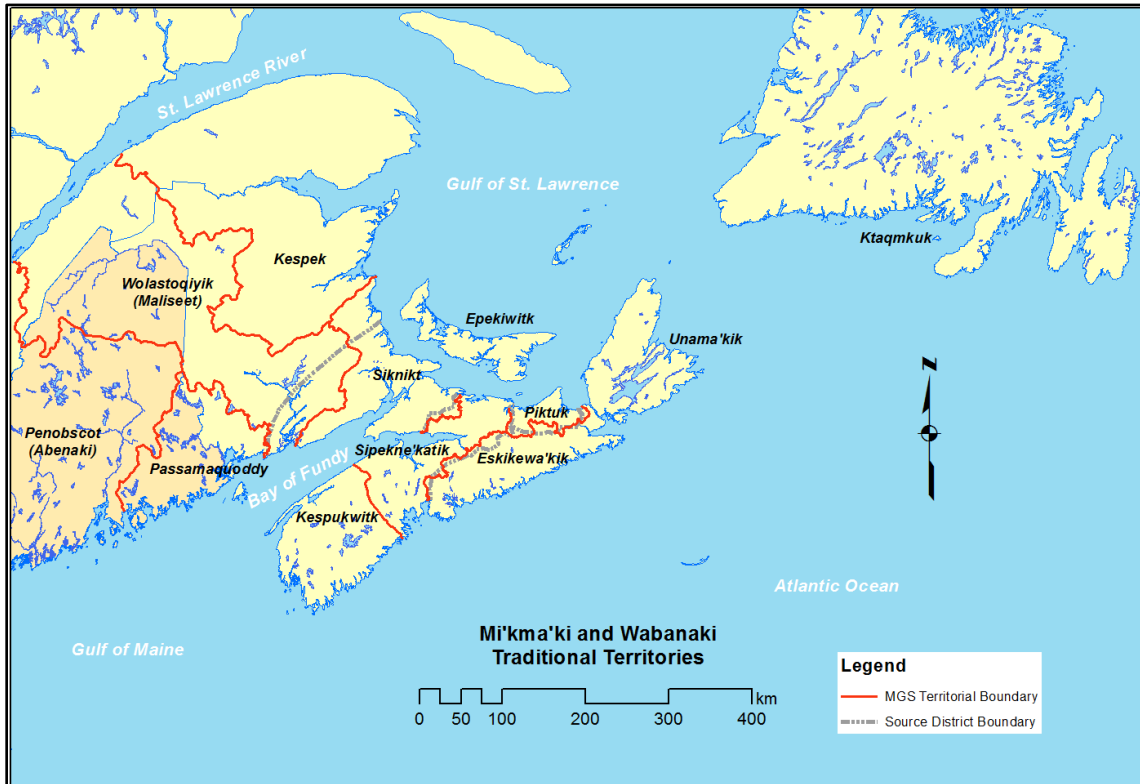 St. Lawrence River
Gulf of St. Lawrence
Ktaqmkuk
Kespek
Wolastoqiyik
(Maliseet)
Epekiwitk
Unama'kik
Siknikt
Piktuk
Penobscot
(Abenaki)
Passamaquoddy
Bay of Fundy
Sipekne'katik
Eskikewa'kik
Kespukwitk
N
Atlantic Ocean
Gulf of Maine
Mi'kma'ki and Wabanaki
Traditional Territories
km
0 50 100 200 300 400
Legend
MGS Territorial Boundary
Source District Boundary